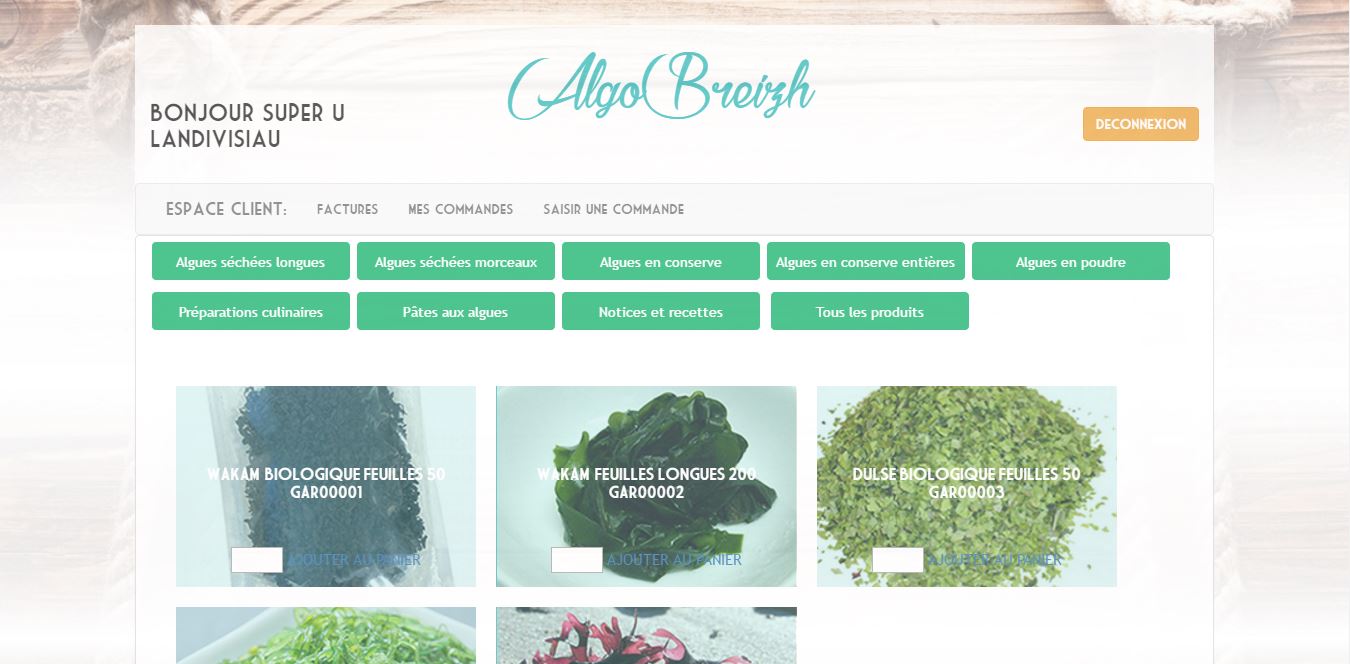 AlgoBreizh
BONJOUR SUPER U
LANDIVISIAU
DECONNEXION
ESPACE CLIENT: FACTURES MES COMMANDES SAISIR UNE COMMANDE
Algues séchées longues Algues séchées morceaux Algues en conserve Algues en conserve entières Algues en poudre
Préparations culinaires Pâtes aux algues Notices et recettes Tous les produits
WAKAM BIOLOGIQUE FEUILLES 50
GAR00001
WAKAM FEUILLES LONGUES 200
GAR00002
DULSE BIOLOGIQUE FEUILLES 50
GAR00003
AJOUTER AU PANIER AJOUTER AU PANIER AJOUTER AU PANIER